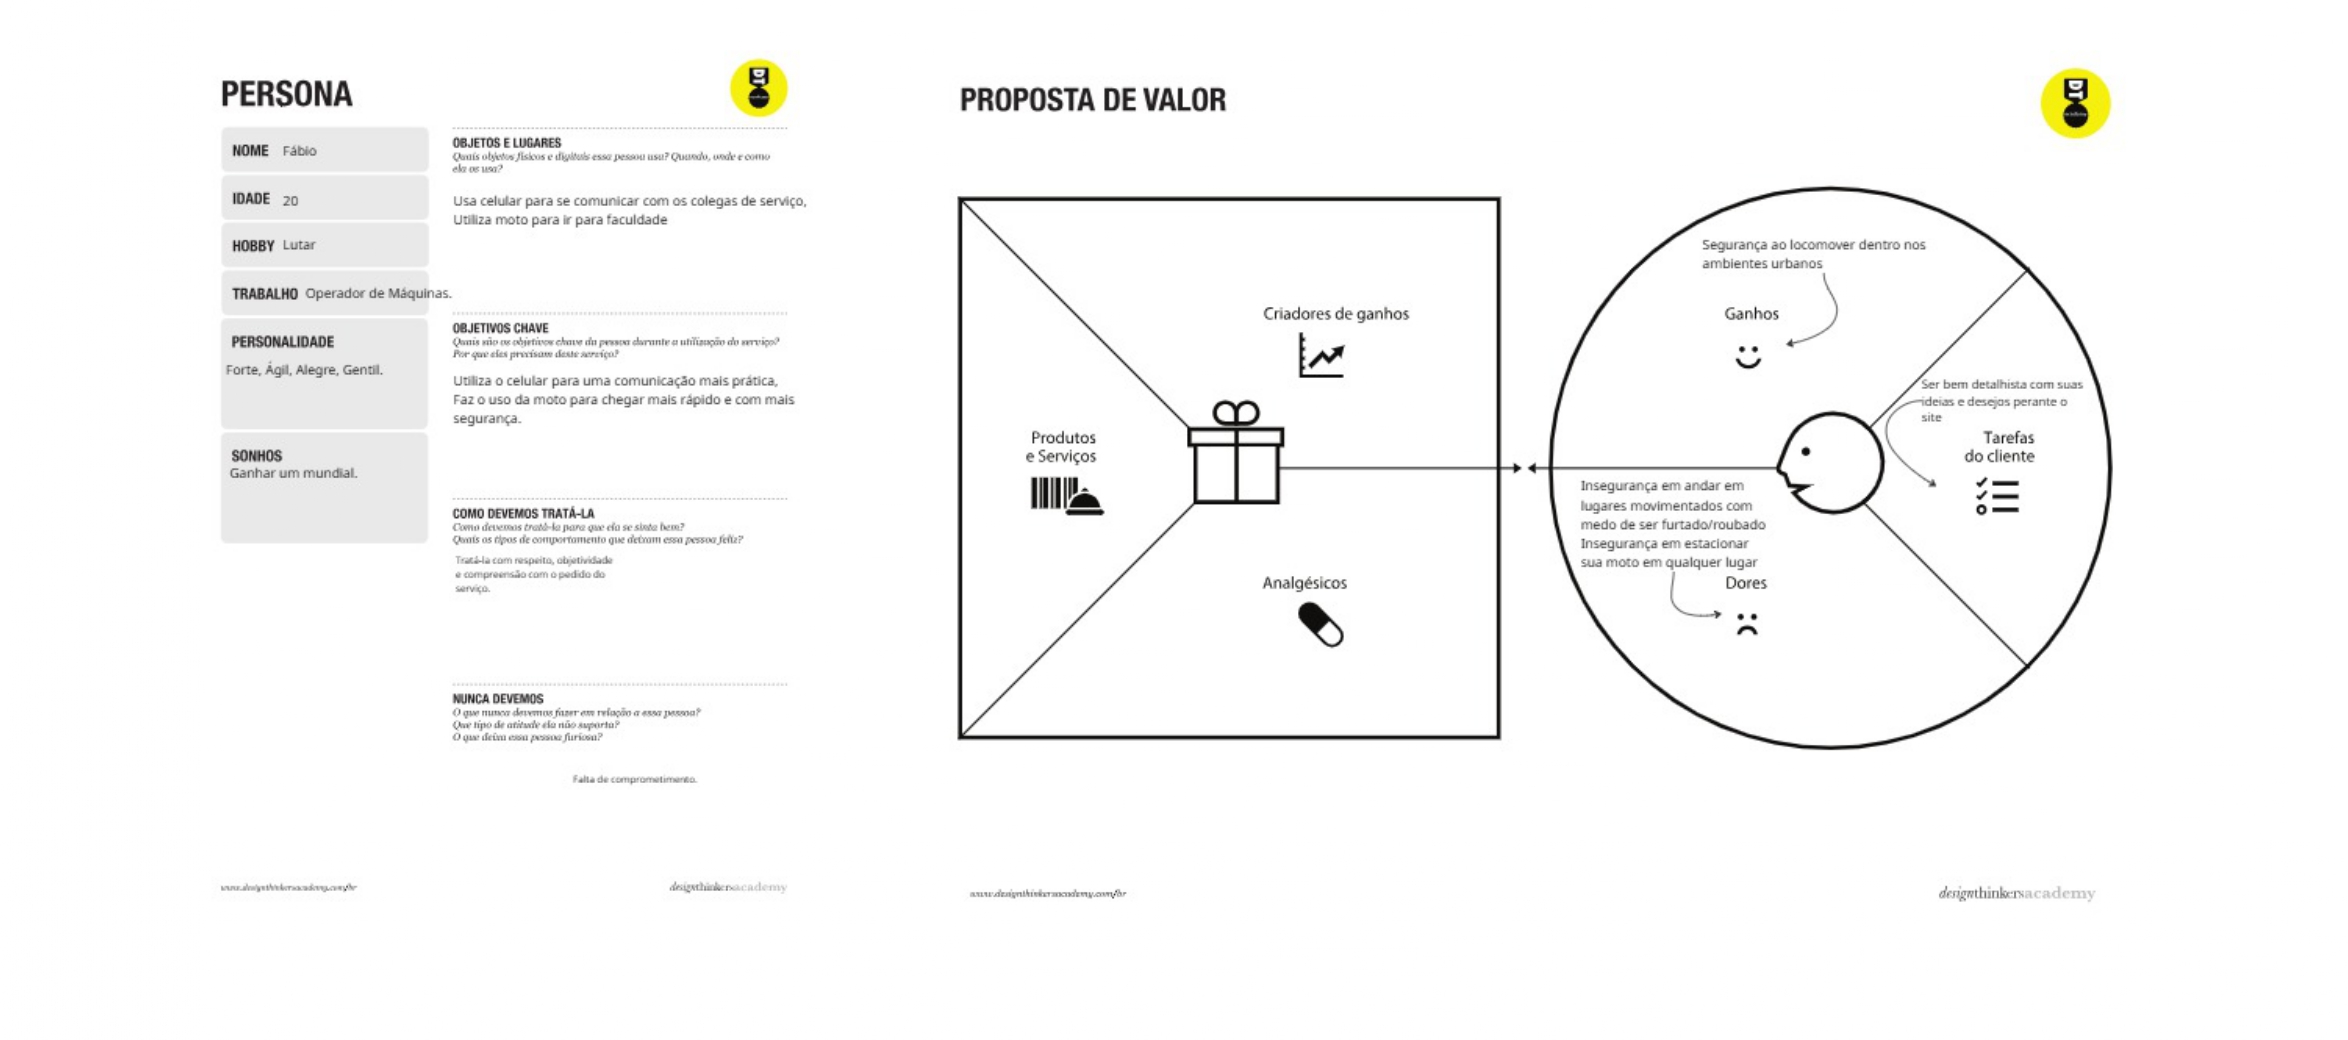 PERSONA
NOME Fábio
IDADE 20
HOBBY Lutar
TRABALHO Operador de Máquinas.
PERSONALIDADE
Forte, Ágil, Alegre, Gentil.
SONHOS
Ganhar um mundial.
DT
OBJETOS E LUGARES
Quais objetos físicos e digitais essa pessou usa? Quando, onde e como
ela os usa?
Usa celular para se comunicar com os colegas de serviço,
Utiliza moto para ir para faculdade
OBJETIVOS CHAVE
Quais são os objetivos chave da pessoa durante a utilização do serviço?
Por que elas precisam deste serviço?
Utiliza o celular para uma comunicação mais prática,
Faz o uso da moto para chegar mais rápido e com mais
segurança.
COMO DEVEMOS TRATÁ-LA
Como devemos tratá-la para que ela se sinta bem?
Quais os tipos de comportamento que deixam essa pessoa feliz?
Tratá-la com respeito, objetividade
e compreensão com o pedido do
serviço.
NUNCA DEVEMOS
O que nunca devemos fazer em relação a essa pessoa?
Que tipo de atitude ela não suporta?
O que deixa essa pessoa furiosa?
Falta de comprometimento.
www.designthinkersacademy.com/br
designthinkersacademy
PROPOSTA DE VALOR
DT
Criadores de ganhos
Produtos
e Serviços
Analgésicos
Segurança ao locomover dentro nos
ambientes urbanos
Ganhos
Ser bem detalhista com suas
ideias e desejos perante o
site
Tarefas
do cliente
Insegurança em andar em
lugares movimentados com
medo de ser furtado/roubado
Insegurança em estacionar
sua moto em qualquer lugar
Dores
www.designthinkersacademy.com/br
designthinkersacademy